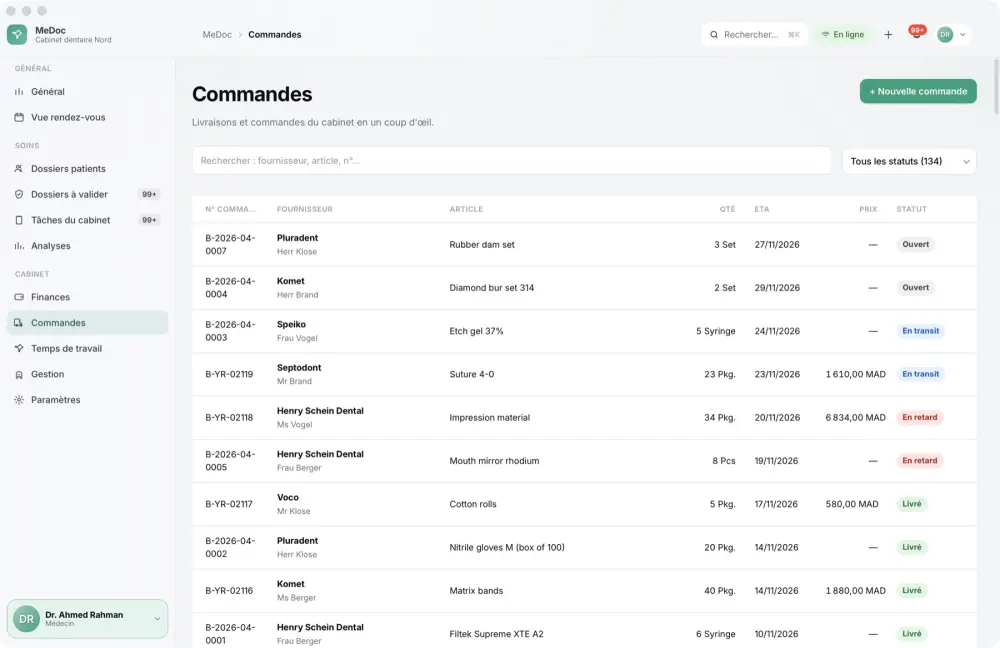 MeDoc
Cabinet dentaire Nord
MeDoc > Commandes
Rechercher... ⌘K
En ligne
99+
DR
GÉNÉRAL
Général
Vue rendez-vous
SOINS
Dossiers patients
Dossiers à valider 99+
Tâches du cabinet 99+
Analyses
CABINET
Finances
Commandes
Temps de travail
Gestion
Paramètres
DR
Dr. Ahmed Rahman
Médecin
Commandes
+ Nouvelle commande
Livraisons et commandes du cabinet en un coup d'œil.
Rechercher : fournisseur, article, n°...
Tous les statuts (134)
N° COMMA... FOURNISSEUR ARTICLE QTÉ ETA PRIX STATUT
B-2026-04-0007 Pluradent Herr Klose Rubber dam set 3 Set 27/11/2026 — Ouvert
B-2026-04-0004 Komet Herr Brand Diamond bur set 314 2 Set 29/11/2026 — Ouvert
B-2026-04-0003 Speiko Frau Vogel Etch gel 37% 5 Syringe 24/11/2026 — En transit
B-YR-02119 Septodont Mr Brand Suture 4-0 23 Pkg. 23/11/2026 1 610,00 MAD En transit
B-YR-02118 Henry Schein Dental Ms Vogel Impression material 34 Pkg. 20/11/2026 6 834,00 MAD En retard
B-2026-04-0005 Henry Schein Dental Frau Berger Mouth mirror rhodium 8 Pcs 19/11/2026 — En retard
B-YR-02117 Voco Mr Klose Cotton rolls 5 Pkg. 17/11/2026 580,00 MAD Livré
B-2026-04-0002 Pluradent Herr Klose Nitrile gloves M (box of 100) 20 Pkg. 14/11/2026 — Livré
B-YR-02116 Komet Ms Berger Matrix bands 40 Pkg. 14/11/2026 1 880,00 MAD Livré
B-2026-04-0001 Henry Schein Dental Frau Berger Filtek Supreme XTE A2 6 Syringe 10/11/2026 — Livré